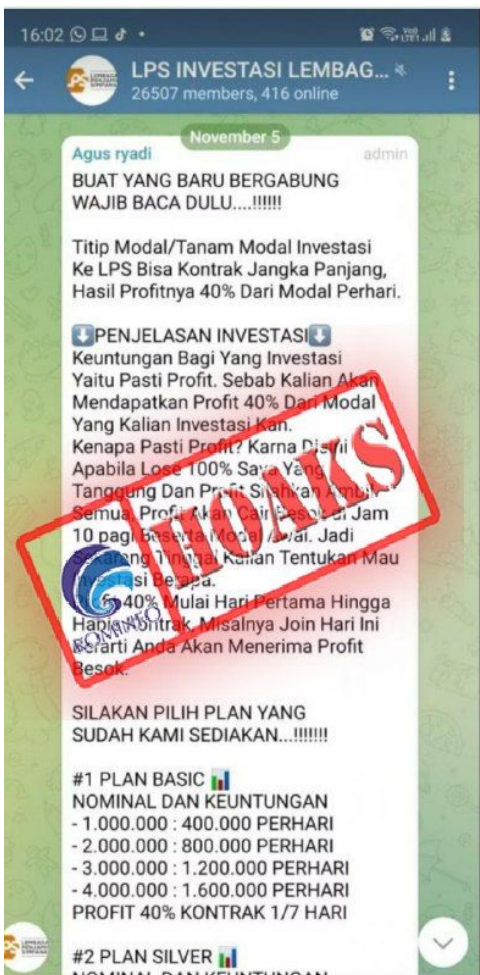 16:02
LPS INVESTASI LEMBAG...
26507 members, 416 online
November 5
Agus ryadi admin
BUAT YANG BARU BERGABUNG
WAJIB BACA DULU....!!!!!!
Titip Modal/Tanam Modal Investasi
Ke LPS Bisa Kontrak Jangka Panjang,
Hasil Profitnya 40% Dari Modal Perhari.
PENJELASAN INVESTASI
Keuntungan Bagi Yang Investasi
Yaitu Pasti Profit. Sebab Kalian Akan
Mendapatkan Profit 40% Dari Modal
Yang Kalian Investasi Kan.
Kenapa Pasti Profit? Karna
Apabila Lose 100% Saya Yang
Tanggung Dan Profit Silahkan Ambil
Semua, Profit Akan Cair Besok di Jam
10 pagi Beserta Modal Awal. Jadi
Sekarang Tinggal Kalian Tentukan Mau
Investasi Berapa.
40% Mulai Hari Pertama Hingga
Habis Kontrak, Misalnya Join Hari Ini
Berarti Anda Akan Menerima Profit
Besok.
HOAKS
KOMINFO
SILAKAN PILIH PLAN YANG
SUDAH KAMI SEDIAKAN...!!!!!!!
#1 PLAN BASIC
NOMINAL DAN KEUNTUNGAN
- 1.000.000 : 400.000 PERHARI
- 2.000.000 : 800.000 PERHARI
- 3.000.000 : 1.200.000 PERHARI
- 4.000.000 : 1.600.000 PERHARI
PROFIT 40% KONTRAK 1/7 HARI
#2 PLAN SILVER
NOMINAL DAN KEUNTUNGAN